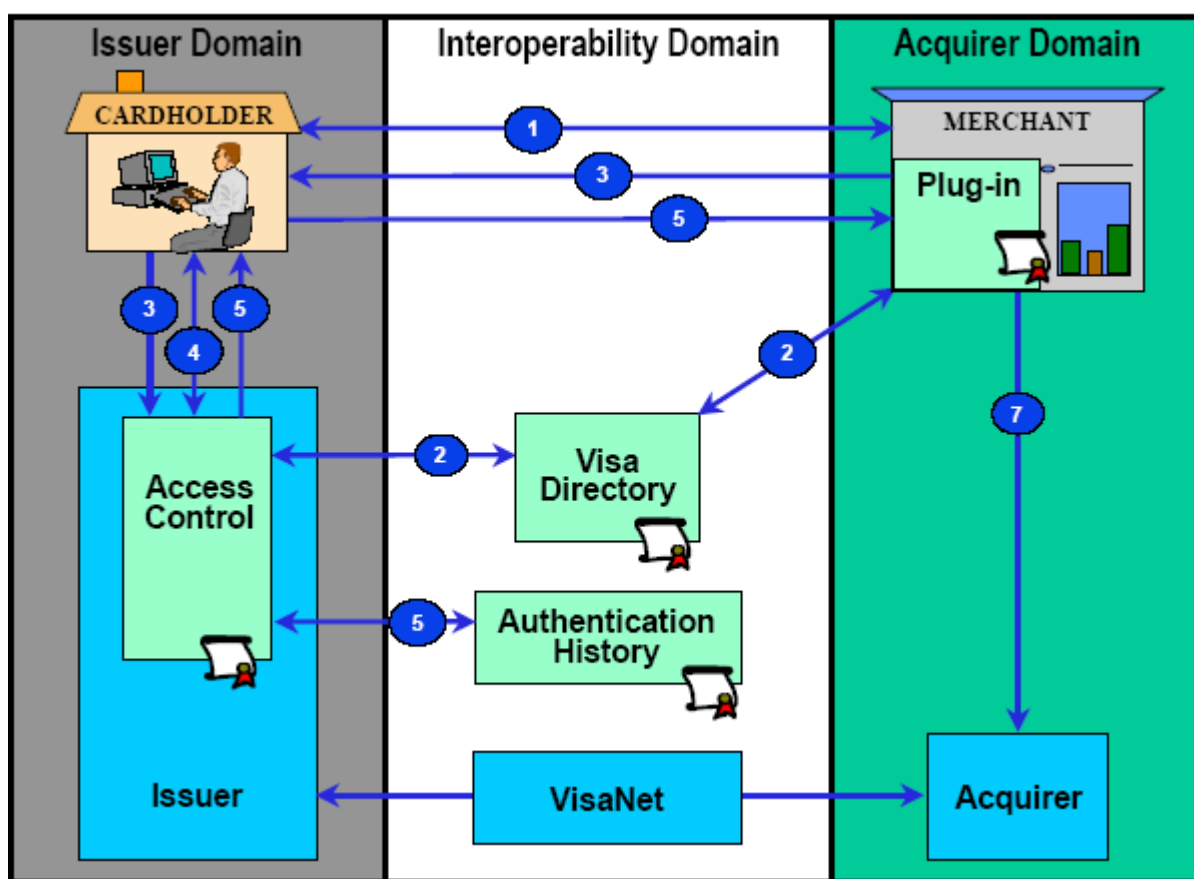 Issuer Domain
Interoperability Domain
Acquirer Domain
CARDHOLDER
MERCHANT
1
3
Plug-in
5
3
5
4
2
7
2
Visa
Directory
Access
Control
5
Authentication
History
Issuer
VisaNet
Acquirer